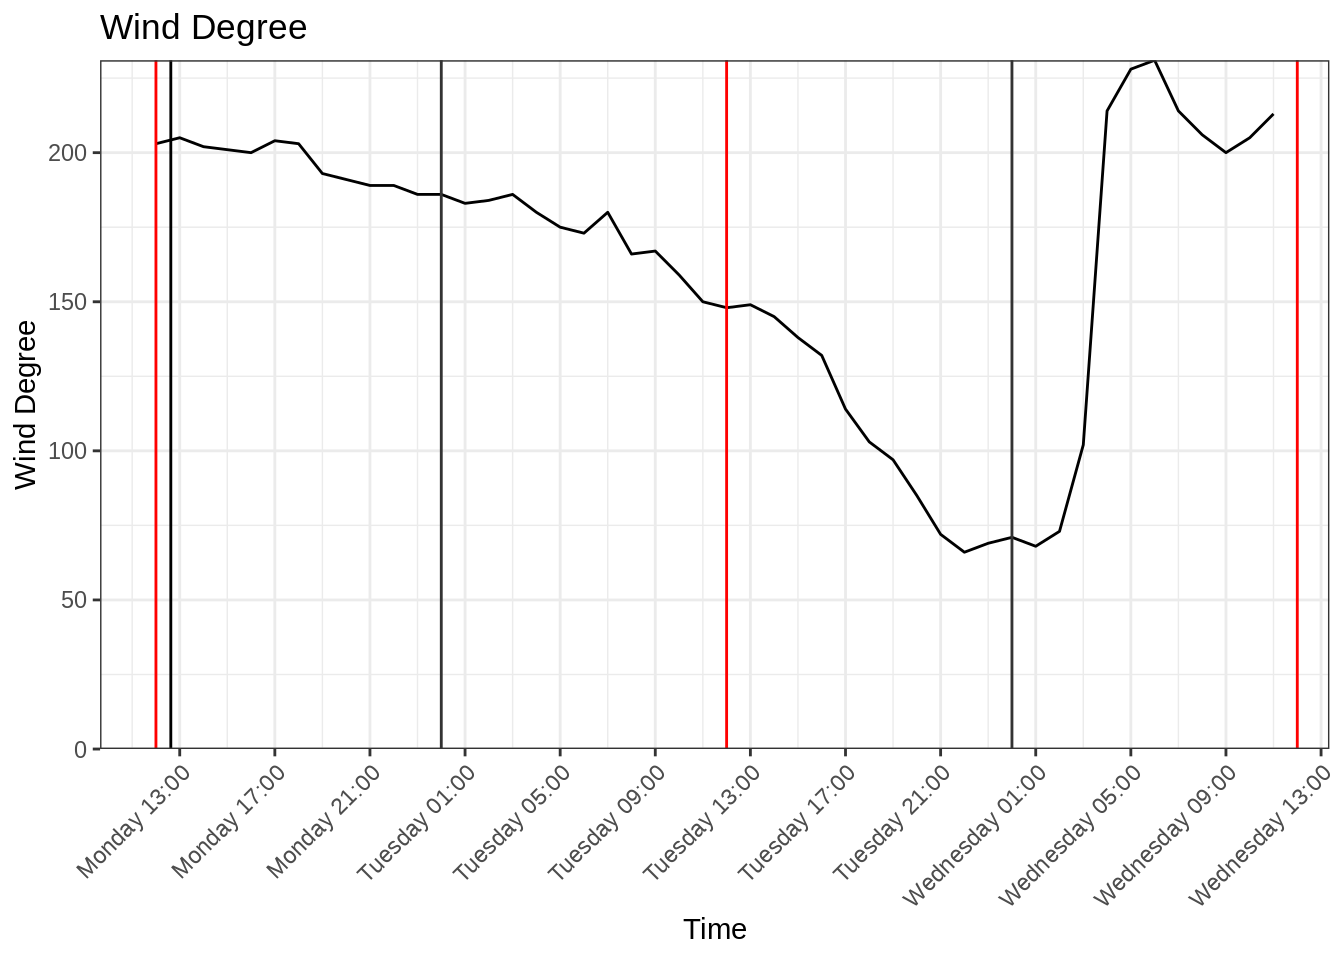 Wind Degree
Wind Degree
200
150
100
50
0
Monday 13:00
Monday 17:00
Monday 21:00
Tuesday 01:00
Tuesday 05:00
Tuesday 09:00
Tuesday 13:00
Tuesday 17:00
Tuesday 21:00
Wednesday 01:00
Wednesday 05:00
Wednesday 09:00
Wednesday 13:00
Time